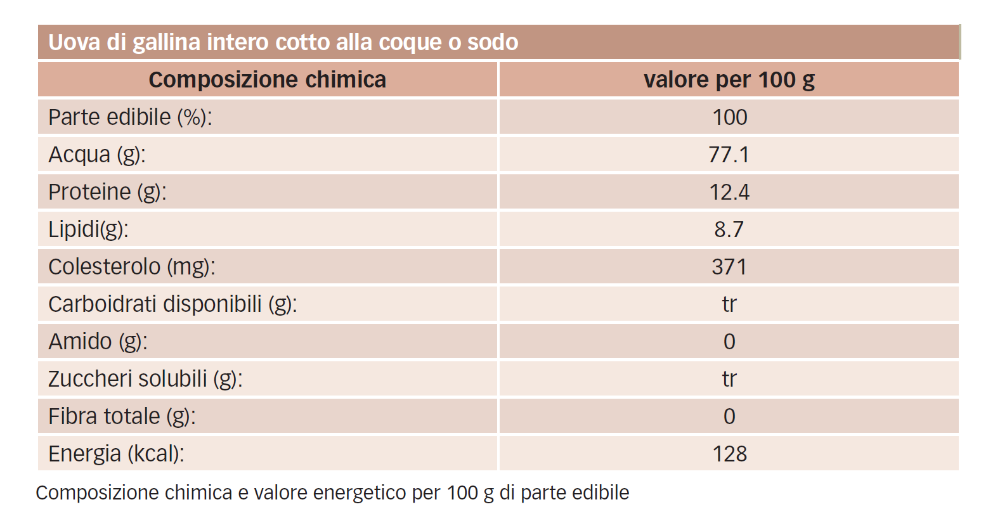 Uova di gallina intero cotto alla coque o sodo
Composizione chimica valore per 100 g
Parte edibile (%): 100
Acqua (g): 77.1
Proteine (g): 12.4
Lipidi(g): 8.7
Colesterolo (mg): 371
Carboidrati disponibili (g): tr
Amido (g): 0
Zuccheri solubili (g): tr
Fibra totale (g): 0
Energia (kcal): 128
Composizione chimica e valore energetico per 100 g di parte edibile